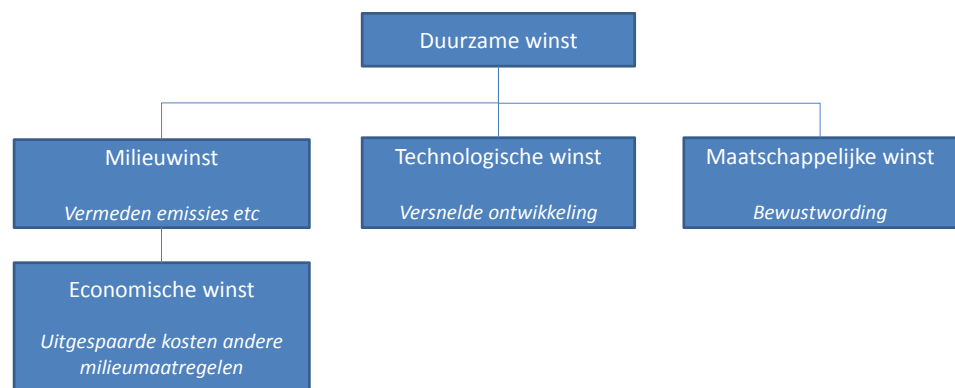 Duurzame winst
Milieuwinst
Vermeden emissies etc
Technologische winst
Versnelde ontwikkeling
Maatschappelijke winst
Bewustwording
Economische winst
Uitgespaarde kosten andere
milieumaatregelen